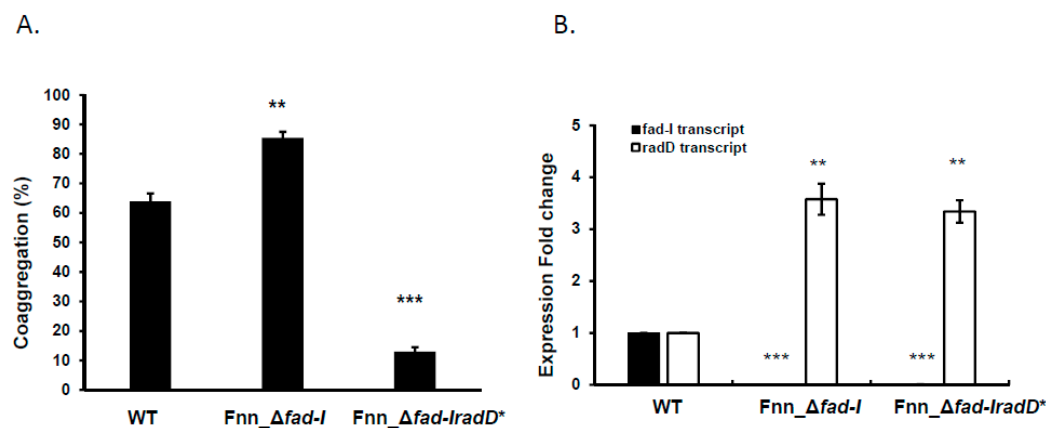 A.
Coaggregation (%)
100
90
80
70
60
50
40
30
20
10
0
**
***
WT
Fnn_Δfad-I
Fnn_Δfad-IradD*
B.
Expression Fold change
5
4
3
2
1
0
fad-I transcript
radD transcript
**
**
***
***
WT
Fnn_Δfad-I
Fnn_Δfad-IradD*